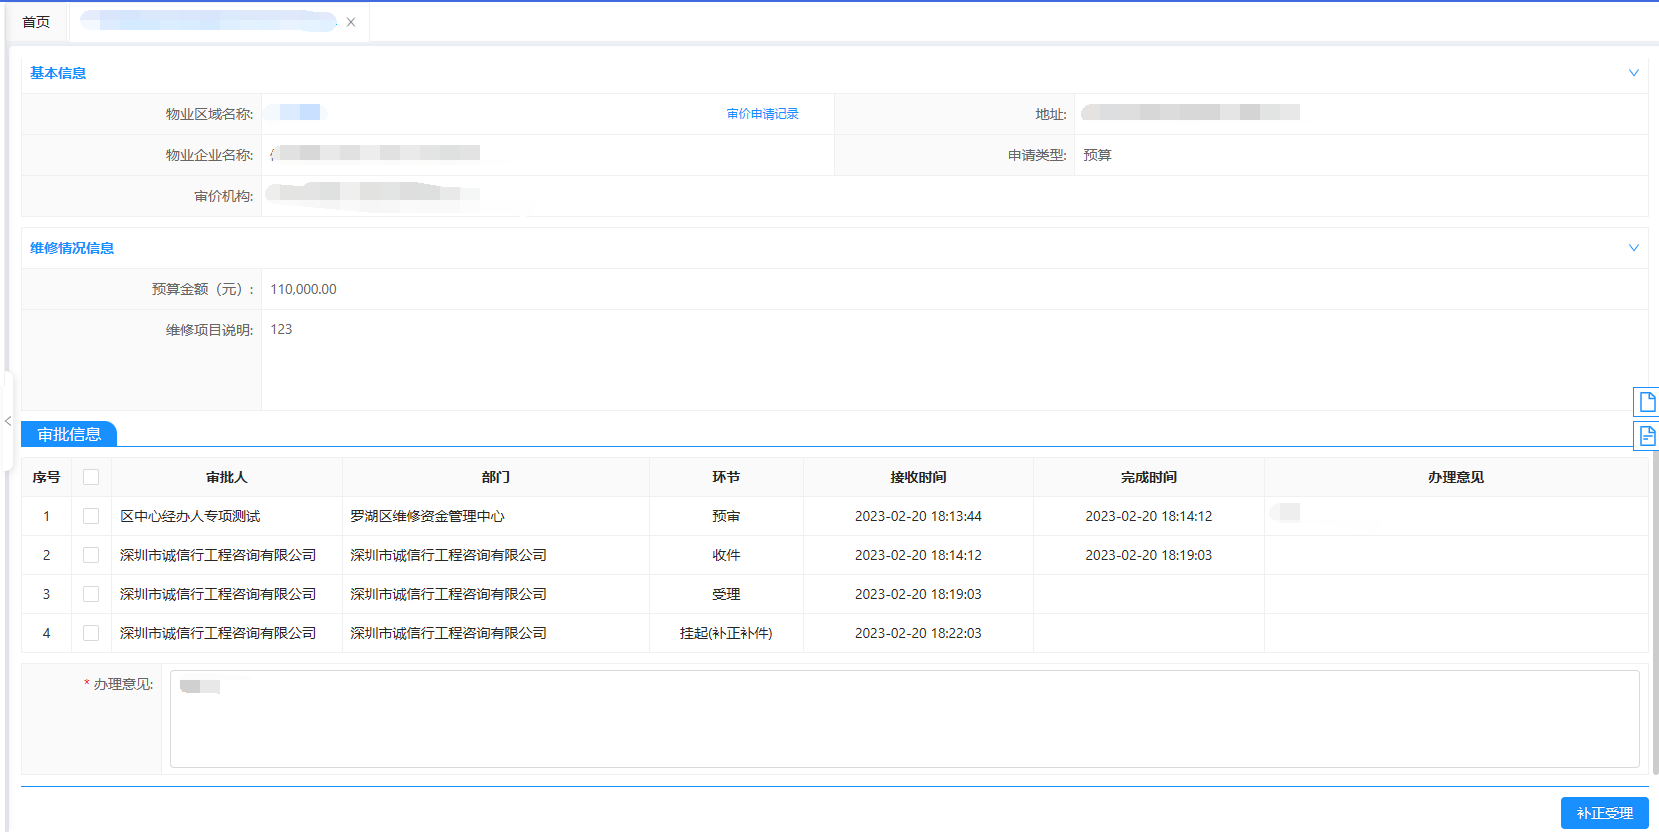 首页
基本信息
物业区域名称: 审价申请记录 地址:
物业企业名称: 申请类型: 预算
审价机构:
维修情况信息
预算金额（元）: 110,000.00
维修项目说明: 123
审批信息
序号 审批人 部门 环节 接收时间 完成时间 办理意见
1 区中心经办人专项测试 罗湖区维修资金管理中心 预审 2023-02-20 18:13:44 2023-02-20 18:14:12
2 深圳市诚信行工程咨询有限公司 深圳市诚信行工程咨询有限公司 收件 2023-02-20 18:14:12 2023-02-20 18:19:03
3 深圳市诚信行工程咨询有限公司 深圳市诚信行工程咨询有限公司 受理 2023-02-20 18:19:03
4 深圳市诚信行工程咨询有限公司 深圳市诚信行工程咨询有限公司 挂起(补正补件) 2023-02-20 18:22:03
* 办理意见:
补正受理